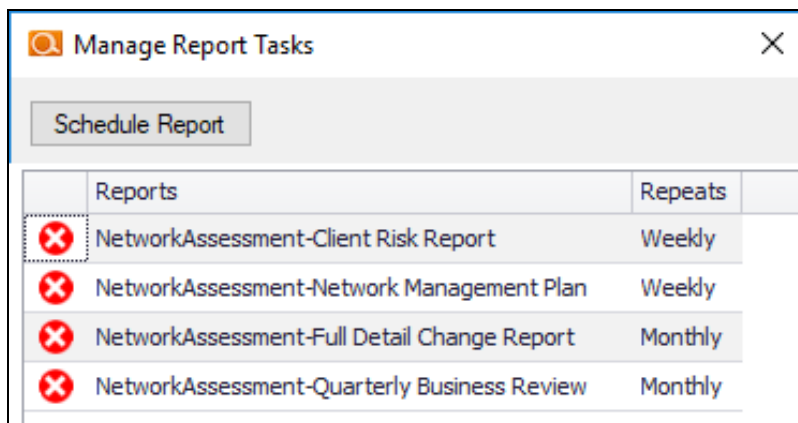 Manage Report Tasks
Schedule Report
Reports Repeats
NetworkAssessment-Client Risk Report Weekly
NetworkAssessment-Network Management Plan Weekly
NetworkAssessment-Full Detail Change Report Monthly
NetworkAssessment-Quarterly Business Review Monthly